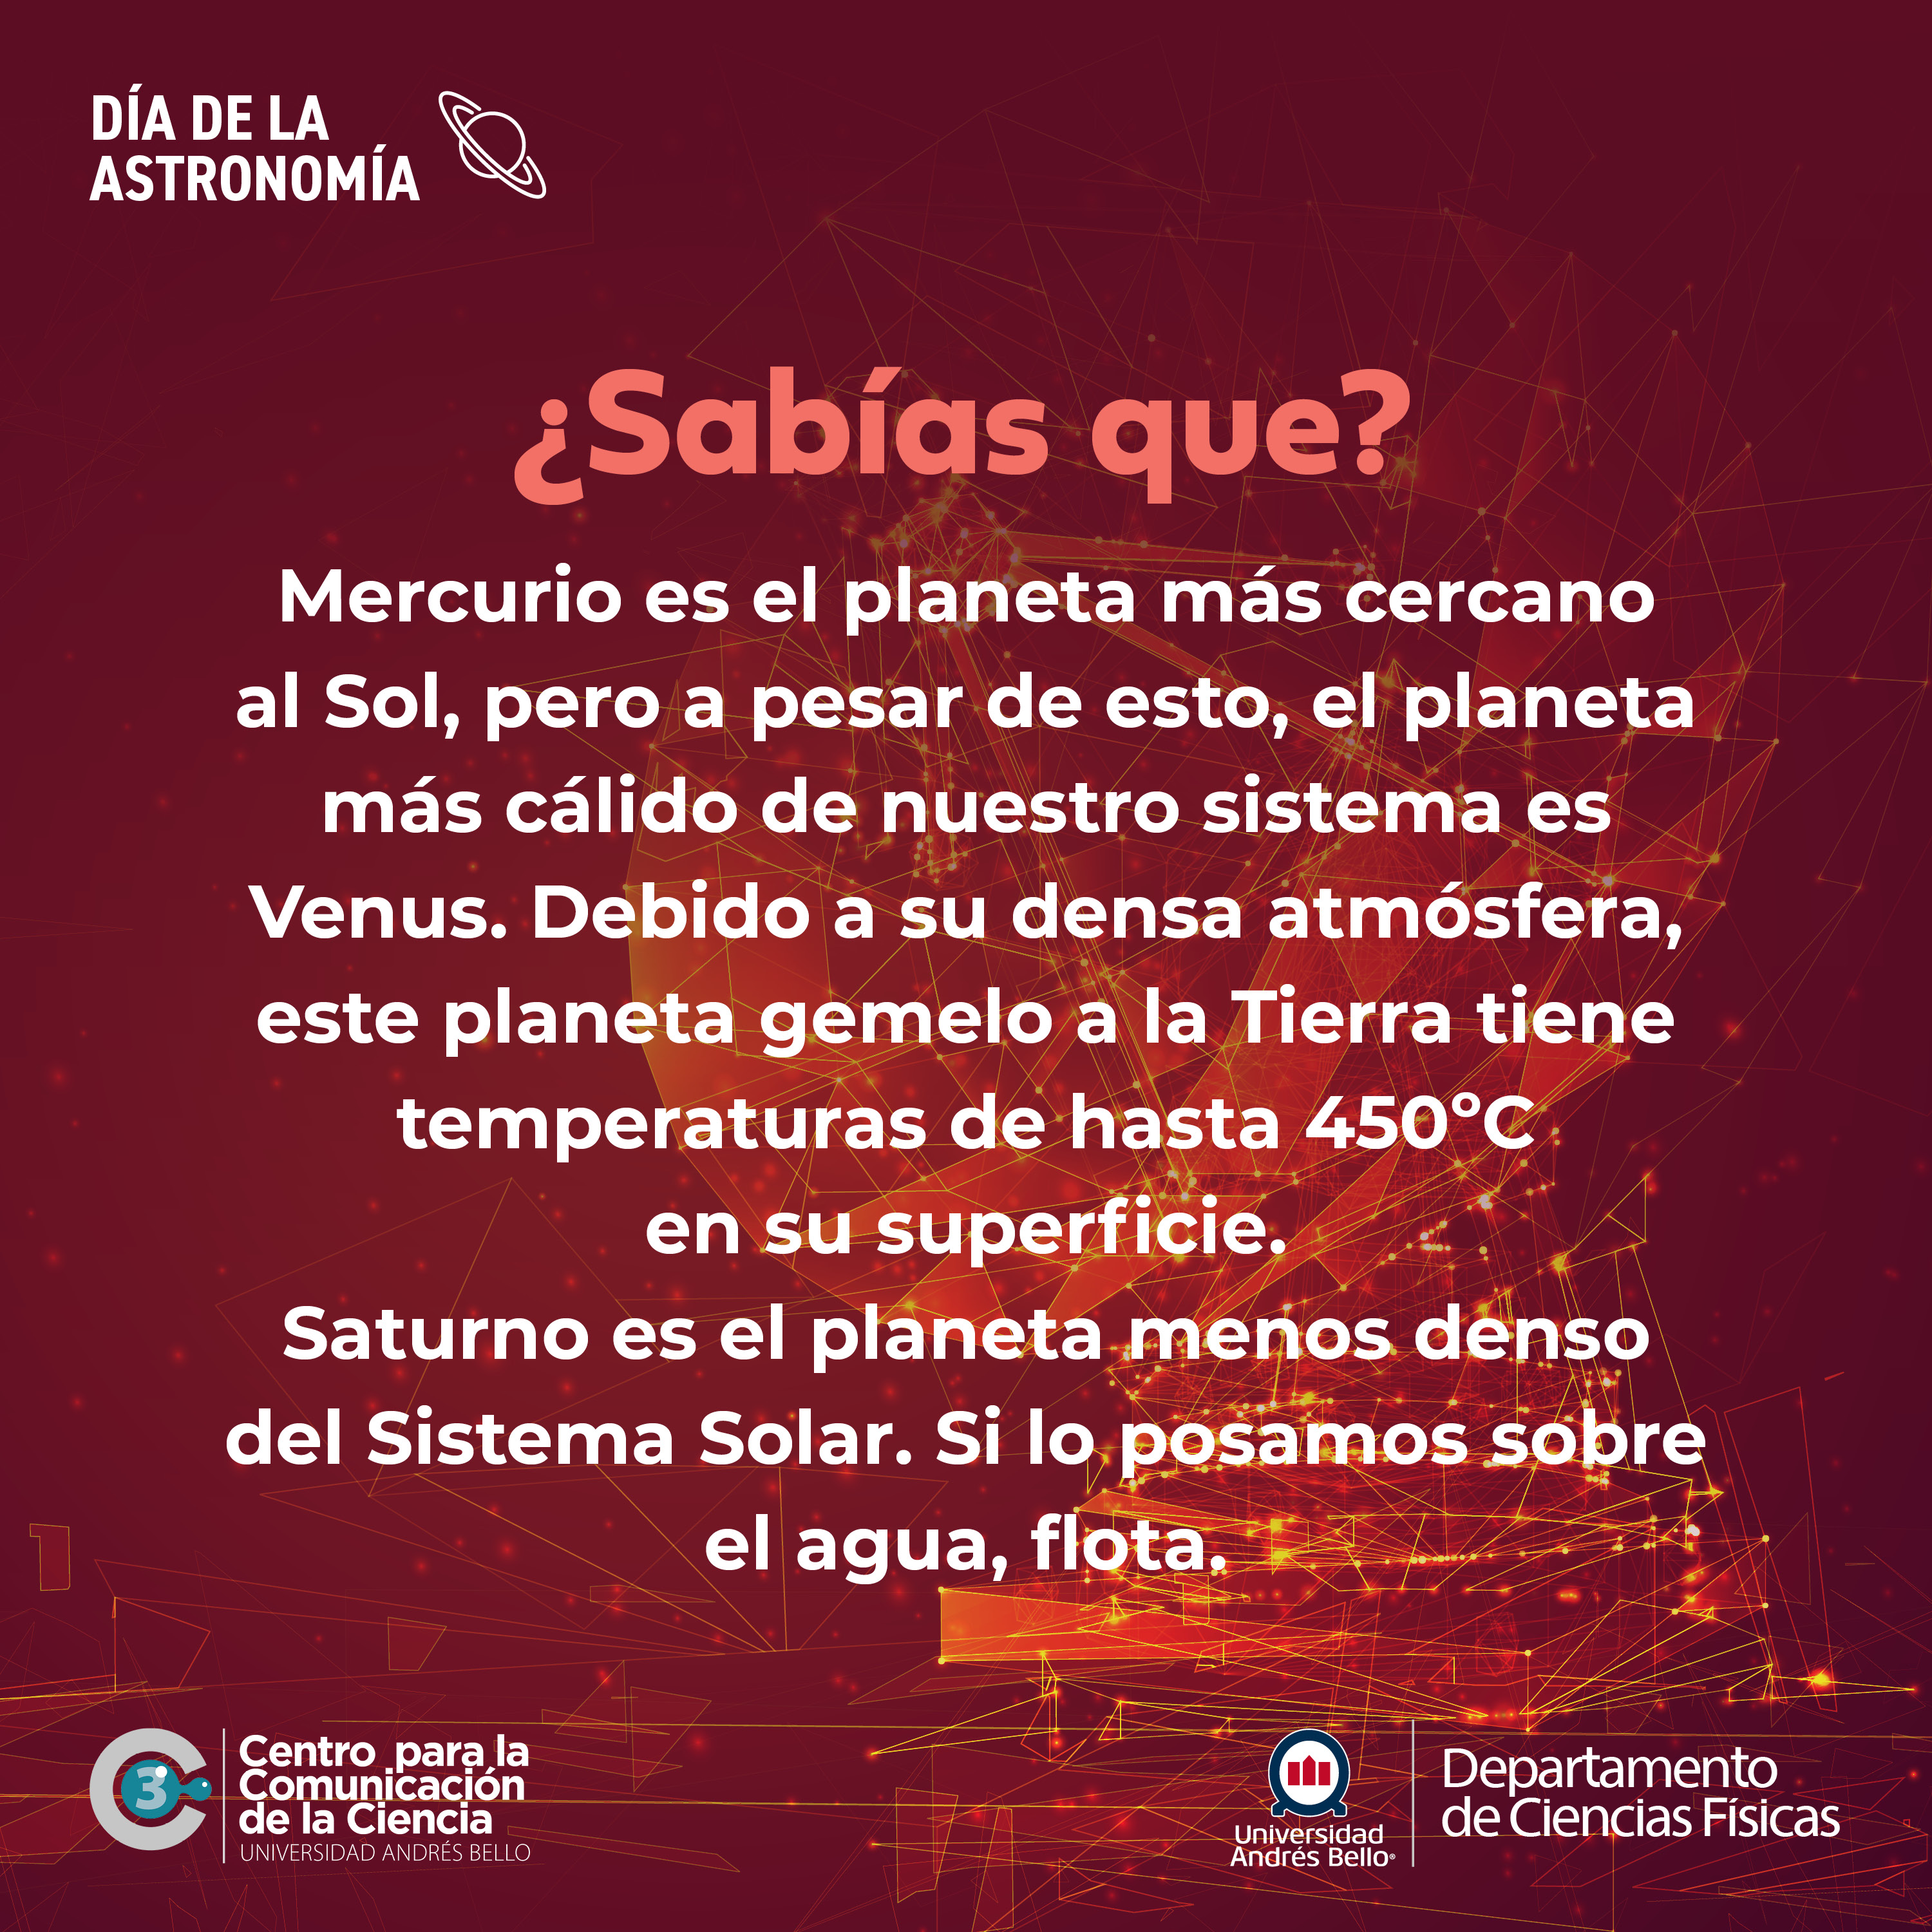 DÍA DE LA
ASTRONOMÍA
¿Sabías que?
Mercurio es el planeta más cercano
al Sol, pero a pesar de esto, el planeta
más cálido de nuestro sistema es
Venus. Debido a su densa atmósfera,
este planeta gemelo a la Tierra tiene
temperaturas de hasta 450ºC
en su superficie.
Saturno es el planeta menos denso
del Sistema Solar. Si lo posamos sobre
el agua, flota.
C3
Centro para la
Comunicación
de la Ciencia
UNIVERSIDAD ANDRÉS BELLO
Universidad
Andrés Bello®
Departamento
de Ciencias Físicas